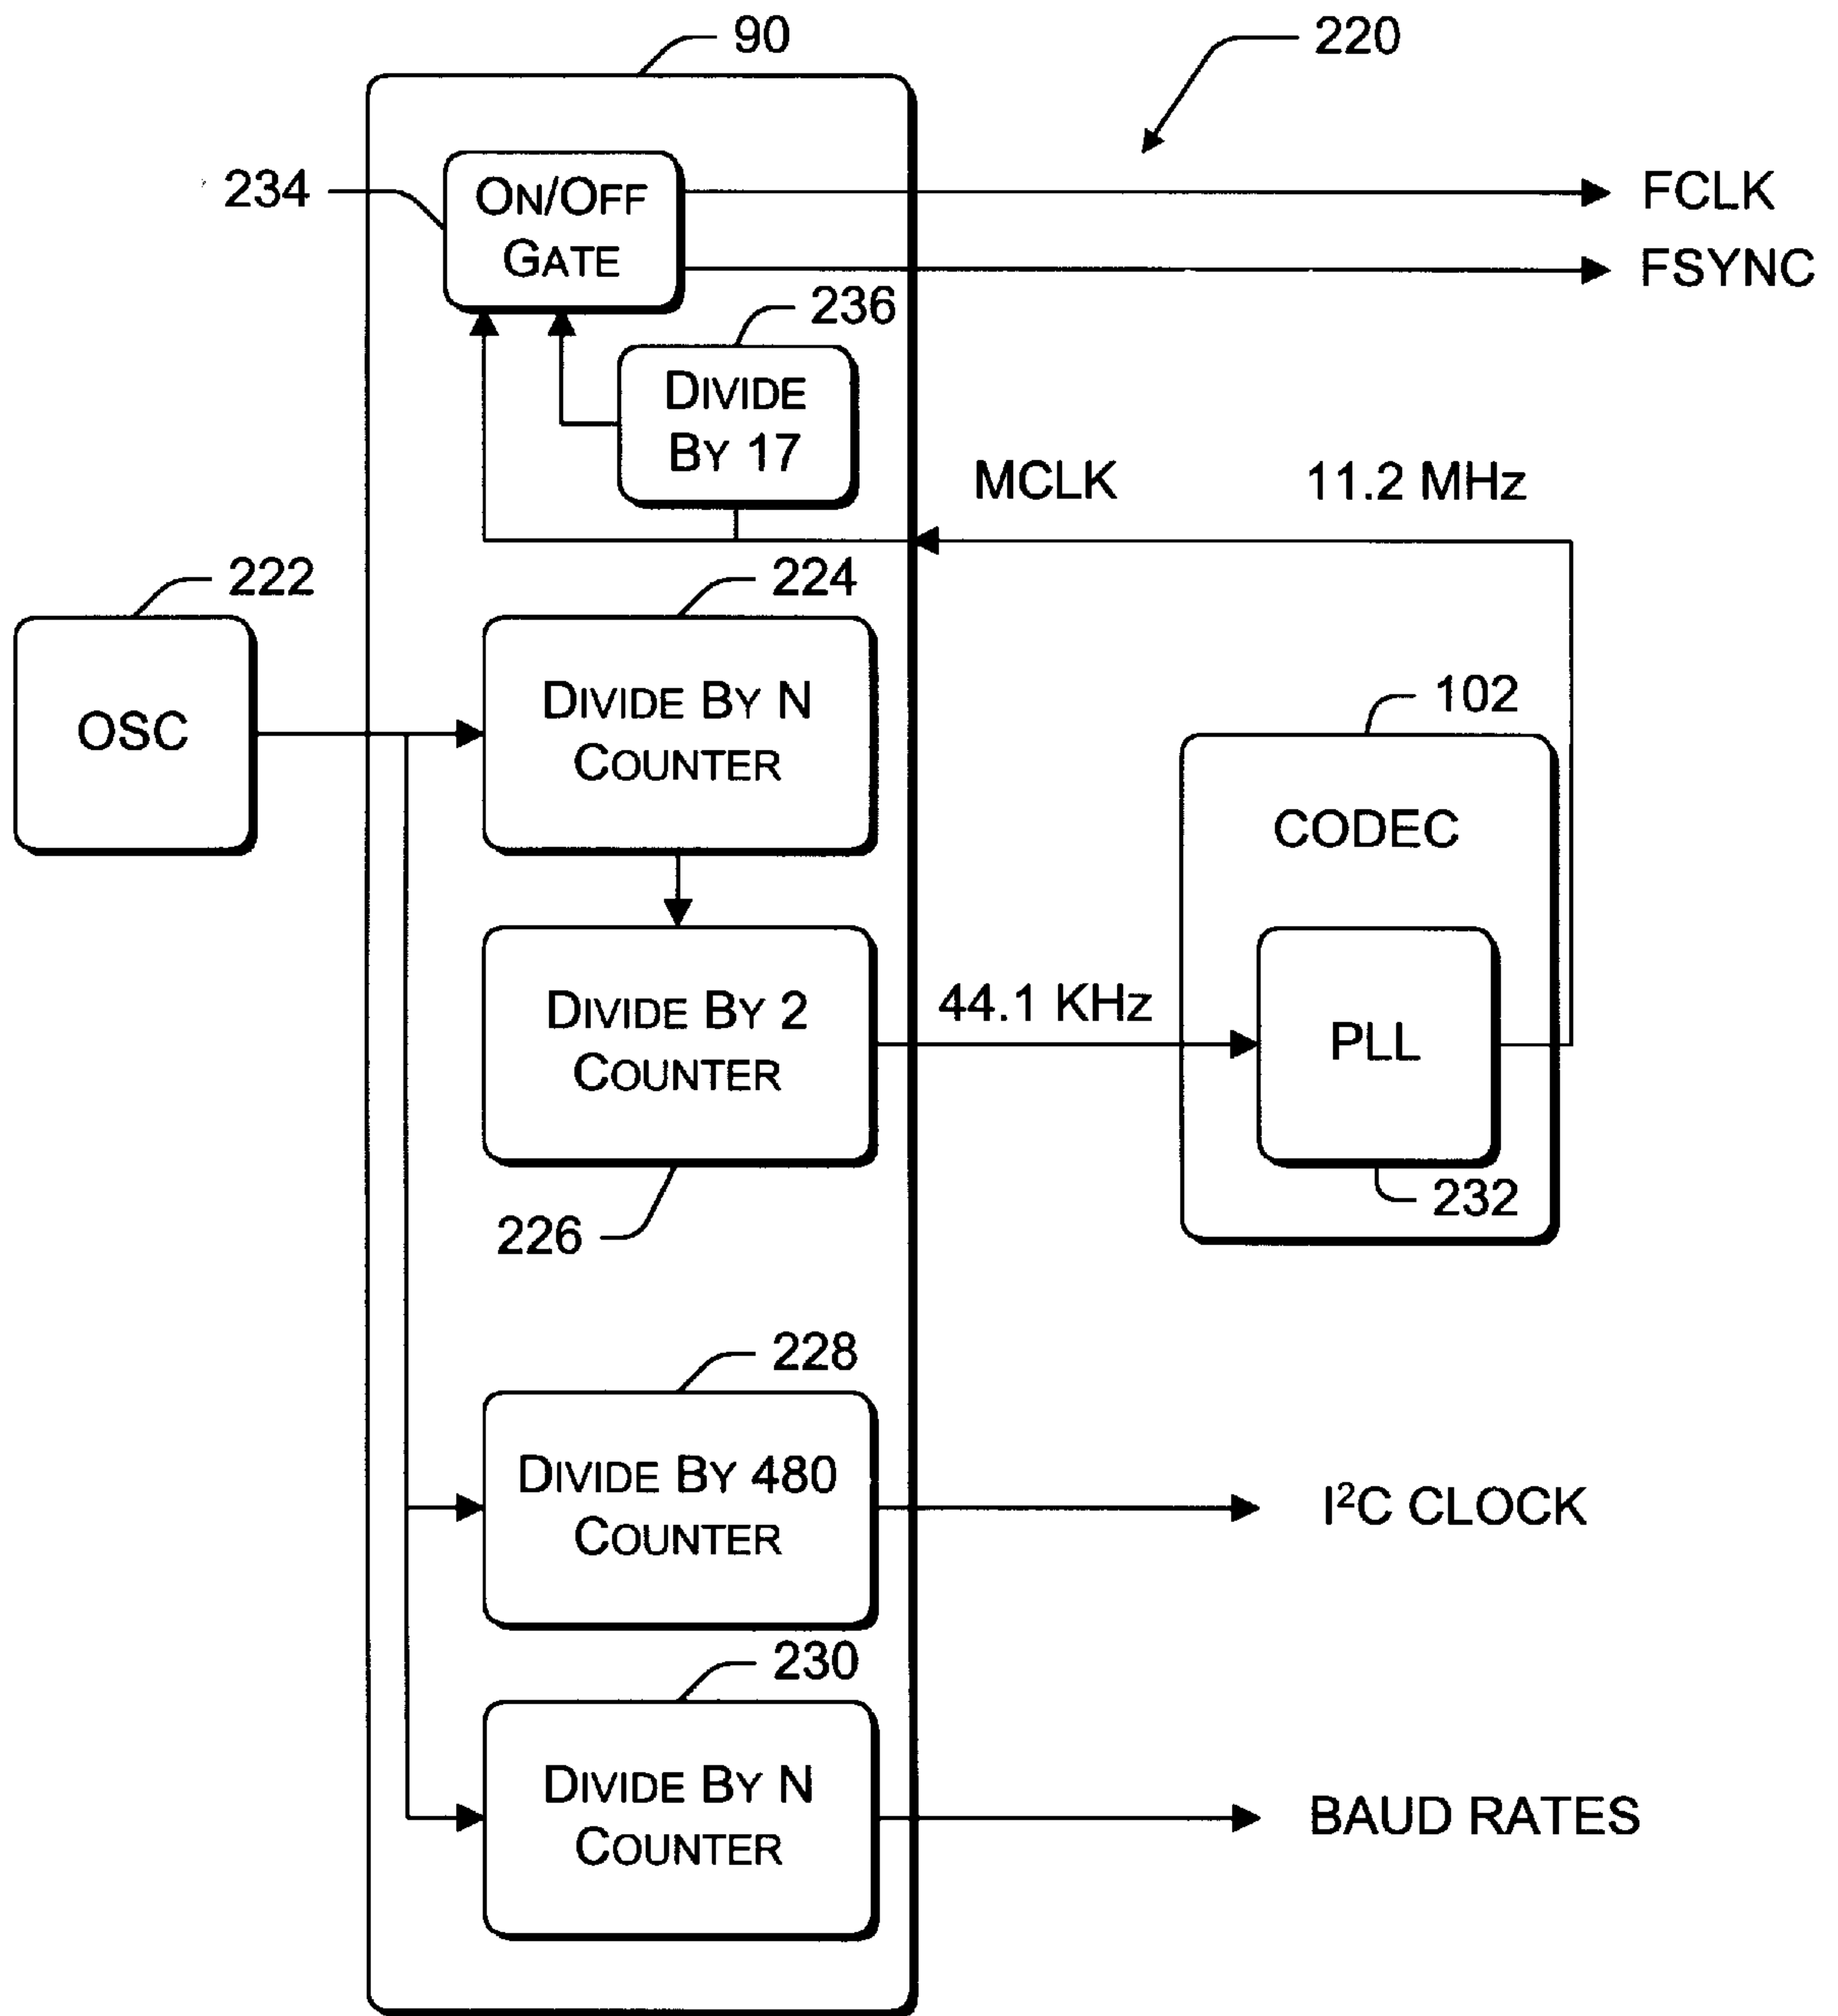 90
220
234
ON/OFF
GATE
FCLK
FSYNC
236
DIVIDE
BY 17
MCLK
11.2 MHz
222
224
OSC
DIVIDE BY N
COUNTER
102
CODEC
DIVIDE BY 2
COUNTER
44.1 KHz
PLL
226
232
228
DIVIDE BY 480
COUNTER
I²C CLOCK
230
DIVIDE BY N
COUNTER
BAUD RATES